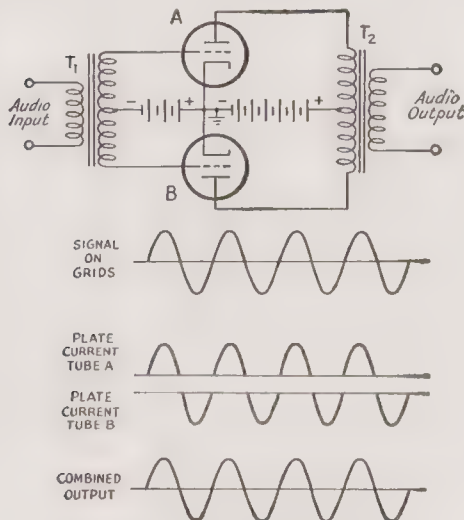 A
T1
T2
- +
- +
Audio
Input
Audio
Output
B
SIGNAL
ON
GRIDS
PLATE
CURRENT
TUBE A
PLATE
CURRENT
TUBE B
COMBINED
OUTPUT